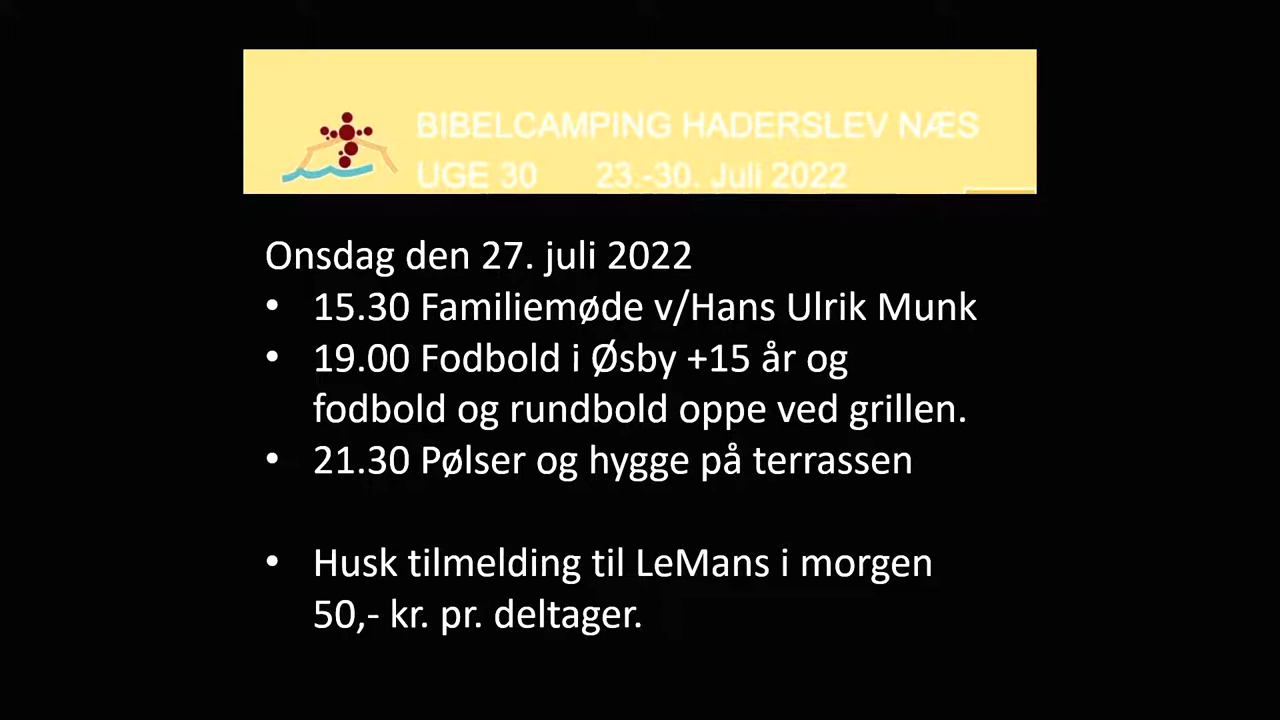 BIBELCAMPING HADERSLEV NÆS
UGE 30 23.-30. Juli 2022
Onsdag den 27. juli 2022
• 15.30 Familiemøde v/Hans Ulrik Munk
• 19.00 Fodbold i Øsby +15 år og
fodbold og rundbold oppe ved grillen.
• 21.30 Pølser og hygge på terrassen
• Husk tilmelding til LeMans i morgen
50,- kr. pr. deltager.